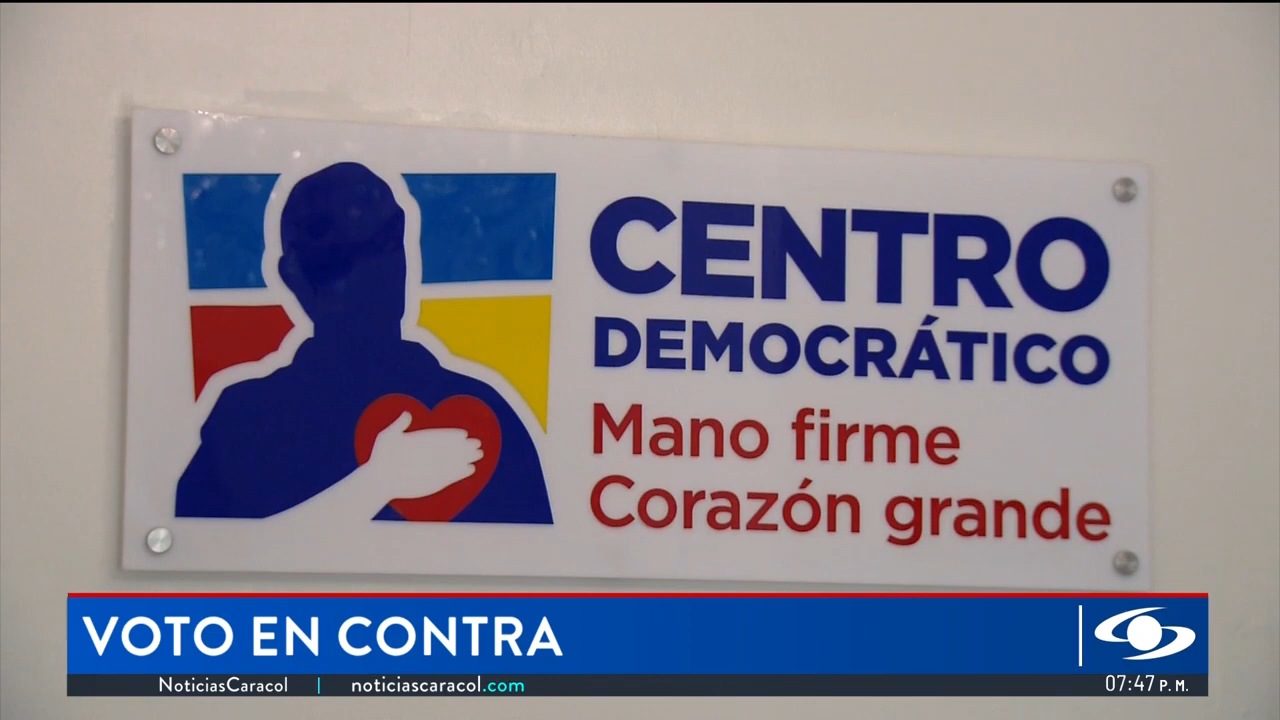 CENTRO
DEMOCRÁTICO
Mano firme
Corazón grande
VOTO EN CONTRA
NoticiasCaracol | noticiascaracol.com
07:47 P. M.